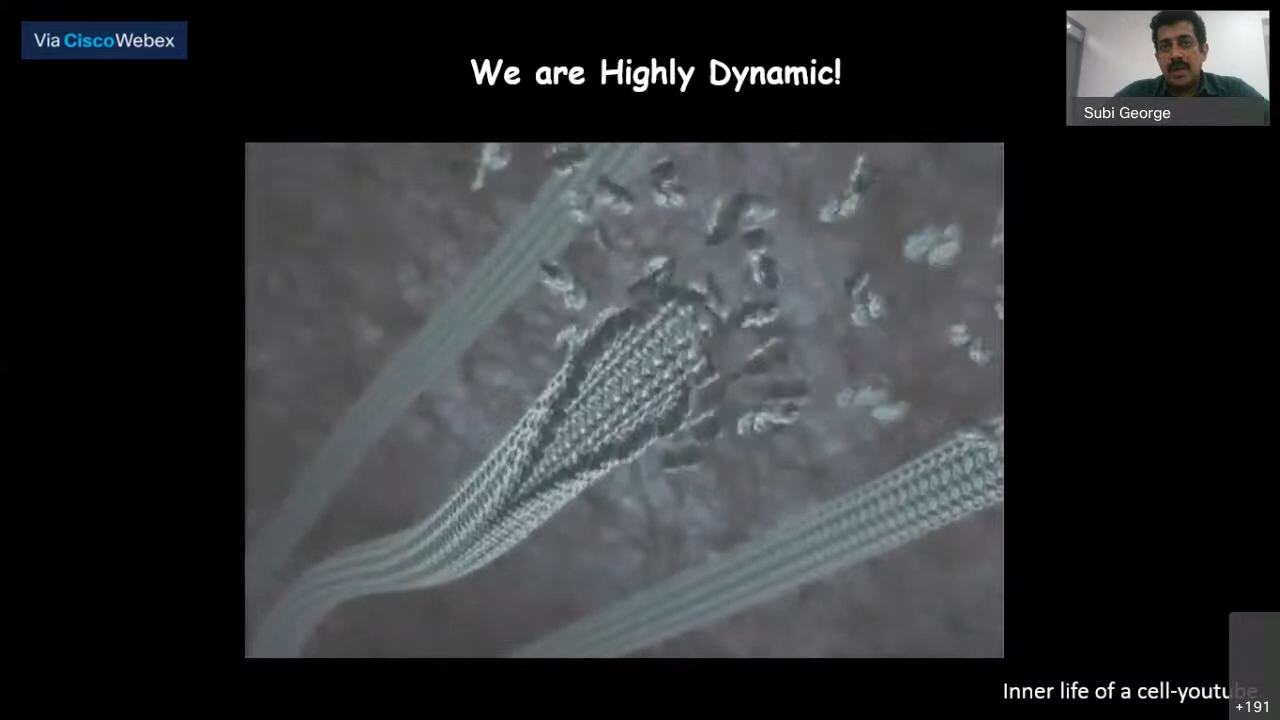 Via CiscoWebex
We are Highly Dynamic!
Subi George
Inner life of a cell-youtube
+191